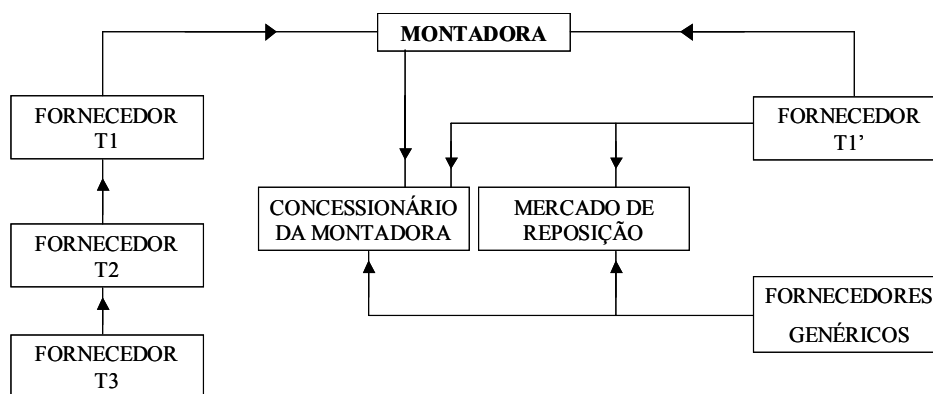 MONTADORA
FORNECEDOR
T1
FORNECEDOR
T1’
CONCESSIONÁRIO
DA MONTADORA
MERCADO DE
REPOSIÇÃO
FORNECEDOR
T2
FORNECEDORES
GENÉRICOS
FORNECEDOR
T3